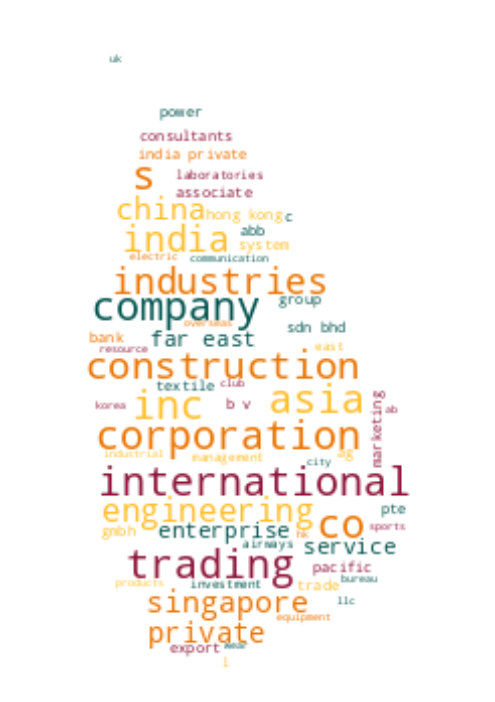 uk
power
consultants
india private
s
laboratories
associate
china
hong kong
c
india
abb
system
electric
communication
industries
company
group
overseas
sdn bhd
bank
far east
resource
east
construction
textile
club
inc
asia
korea
b v
marketing
ab
corporation
industrial
management
ag
city
international
engineering
co
pte
gmbh
enterprise
hk
sports
airways
service
trading
pacific
products
investment
trade
bureau
singapore
llc
equipment
private
export
wear
l